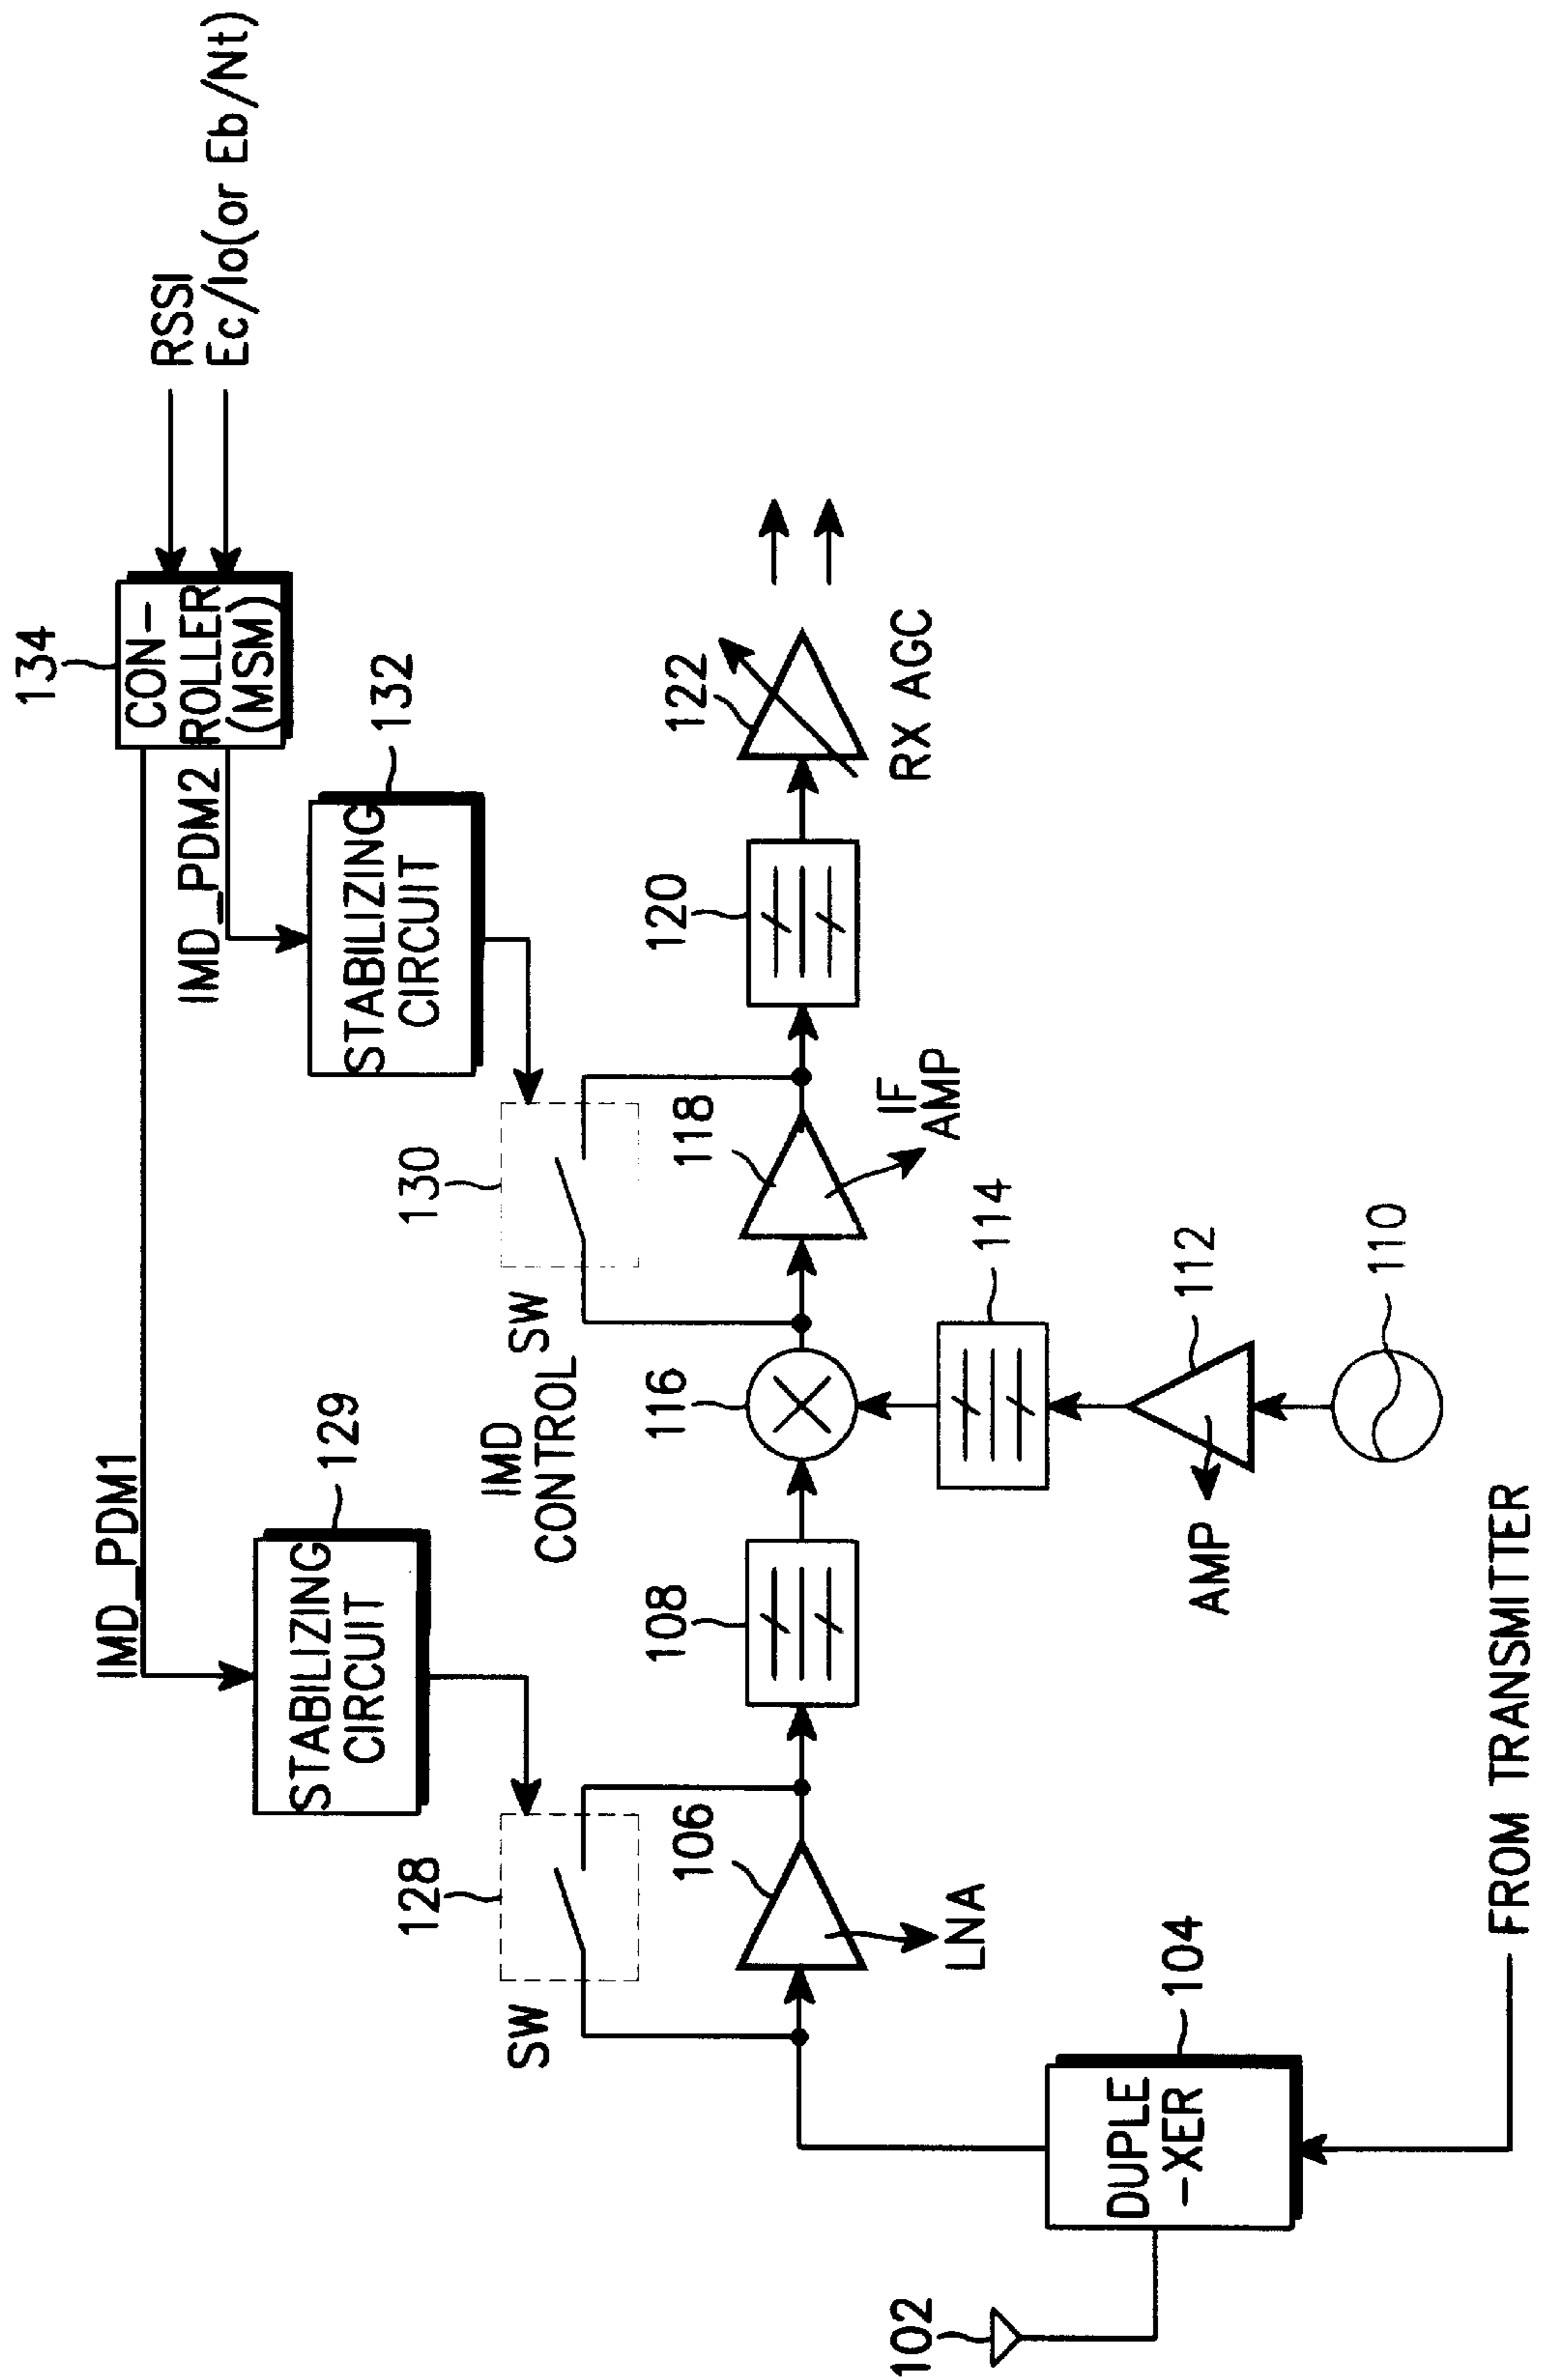 134
CON-
ROLLER
(MSM)
RSSI
Ec/Io(or Eb/Nt)
IMD_PDM1
IMD_PDM2
129
STABILIZING
CIRCUIT
132
STABILIZING
CIRCUIT
128
SW
IMD
CONTROL
SW
130
106
LNA
108
116
118
IF
AMP
120
122
RX AGC
114
112
AMP
110
102
104
DUPLE
-XER
FROM TRANSMITTER